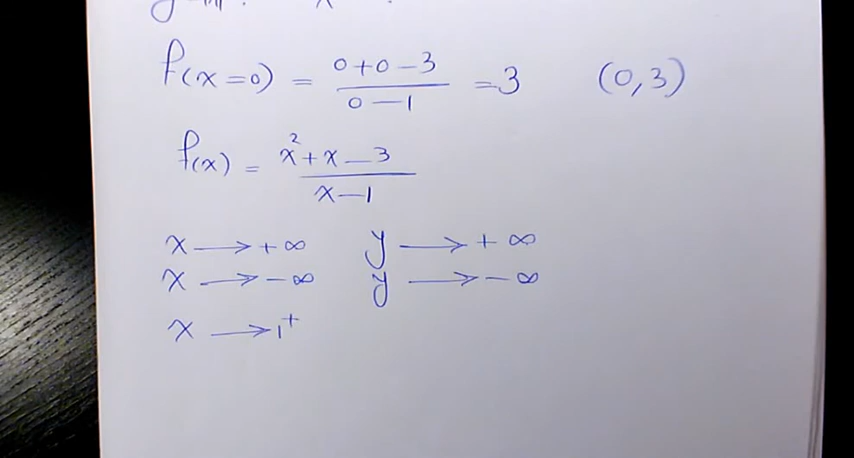 f(x=0) = (0+0-3)/(0-1) = 3 (0,3)
f(x) = (x²+x-3)/(x-1)
x → +∞ y → +∞
x → -∞ y → -∞
x → 1⁺